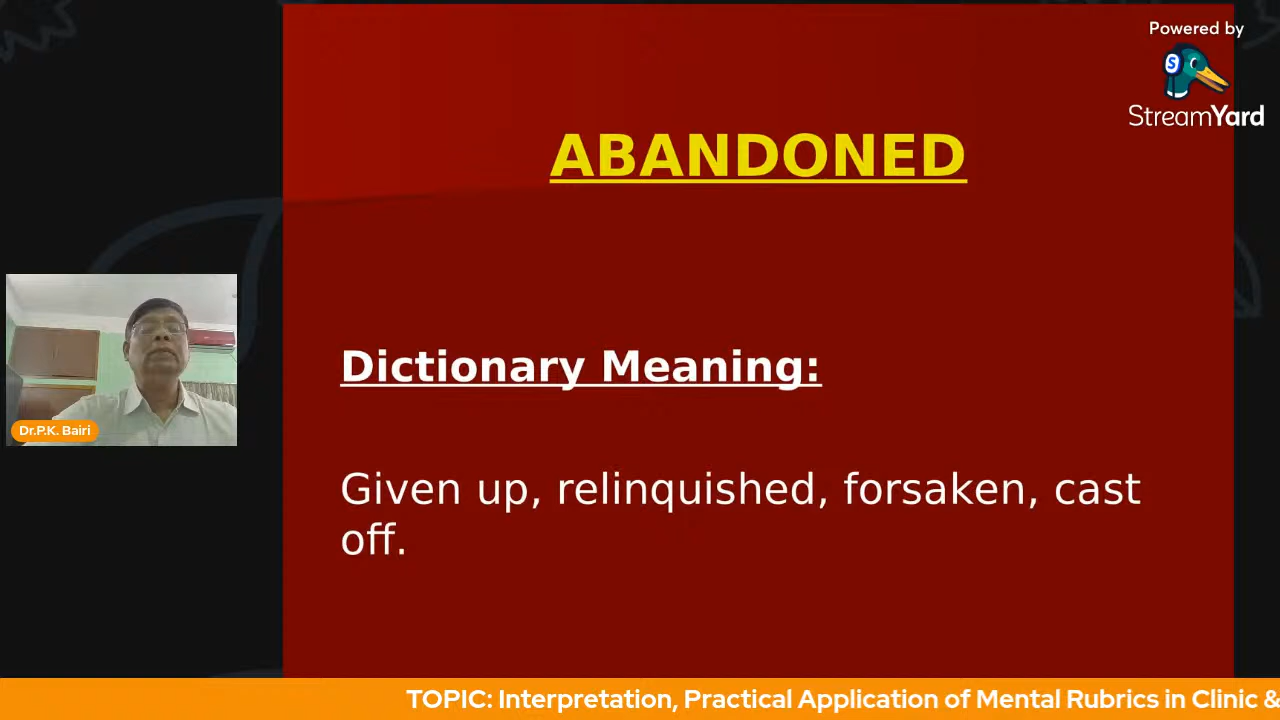 Powered by
S
StreamYard
ABANDONED
Dictionary Meaning:
Given up, relinquished, forsaken, cast
off.
Dr.P.K. Bairi
TOPIC: Interpretation, Practical Application of Mental Rubrics in Clinic &